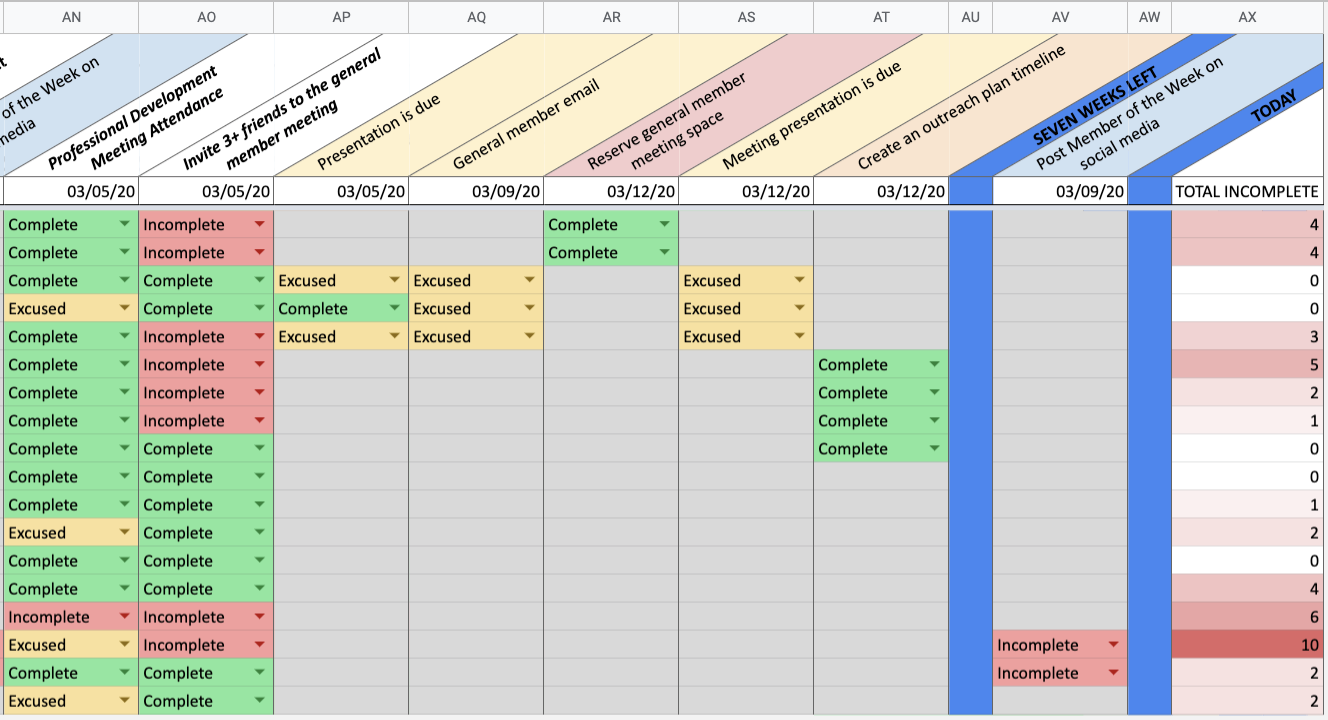 AN AO AP AQ AR AS AT AU AV AW AX
of the Week on
media
Professional Development
Meeting Attendance
Invite 3+ friends to the general
member meeting
Presentation is due
General member email
Reserve general member
meeting space
Meeting presentation is due
Create an outreach plan timeline
SEVEN WEEKS LEFT
Post Member of the Week on
social media
TODAY
03/05/20 03/05/20 03/05/20 03/09/20 03/12/20 03/12/20 03/12/20 03/09/20 TOTAL INCOMPLETE
Complete Incomplete Complete 4
Complete Incomplete Complete 4
Complete Complete Excused Excused Excused 0
Excused Complete Complete Excused Excused 0
Complete Incomplete Excused Excused Excused 3
Complete Incomplete Complete 5
Complete Incomplete Complete 2
Complete Incomplete Complete 1
Complete Complete Complete 0
Complete Complete 0
Complete Complete 1
Excused Complete 2
Complete Complete 0
Complete Complete 4
Incomplete Incomplete 6
Excused Incomplete Incomplete 10
Complete Complete Incomplete 2
Excused Complete 2